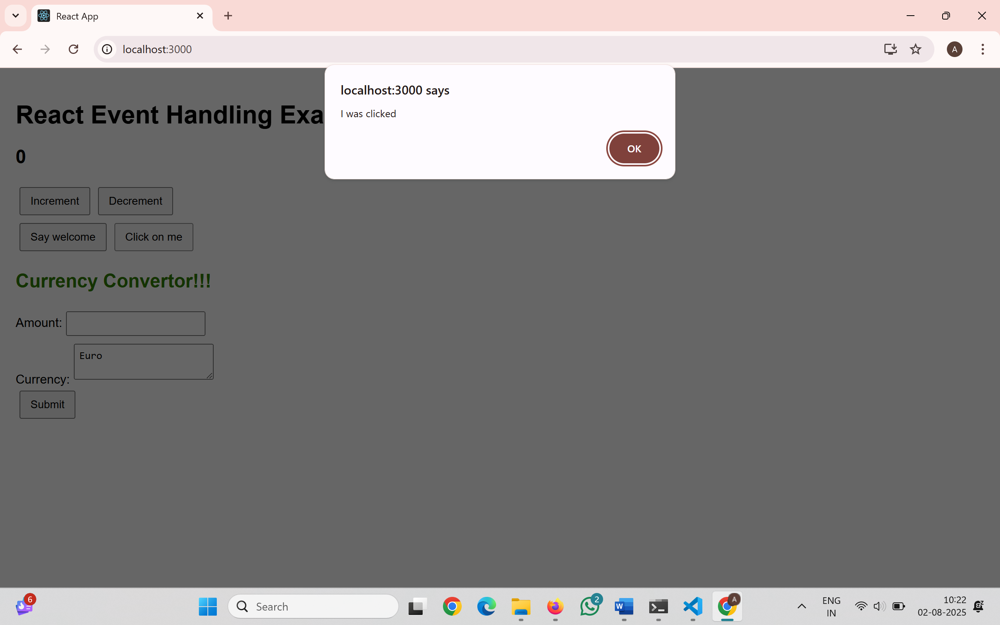 React App
localhost:3000
localhost:3000 says
I was clicked
OK
React Event Handling Exa
0
Increment
Decrement
Say welcome
Click on me
Currency Convertor!!!
Amount:
Euro
Currency:
Submit
A
6
Search
2
W
A
ENG
IN
10:22
02-08-2025